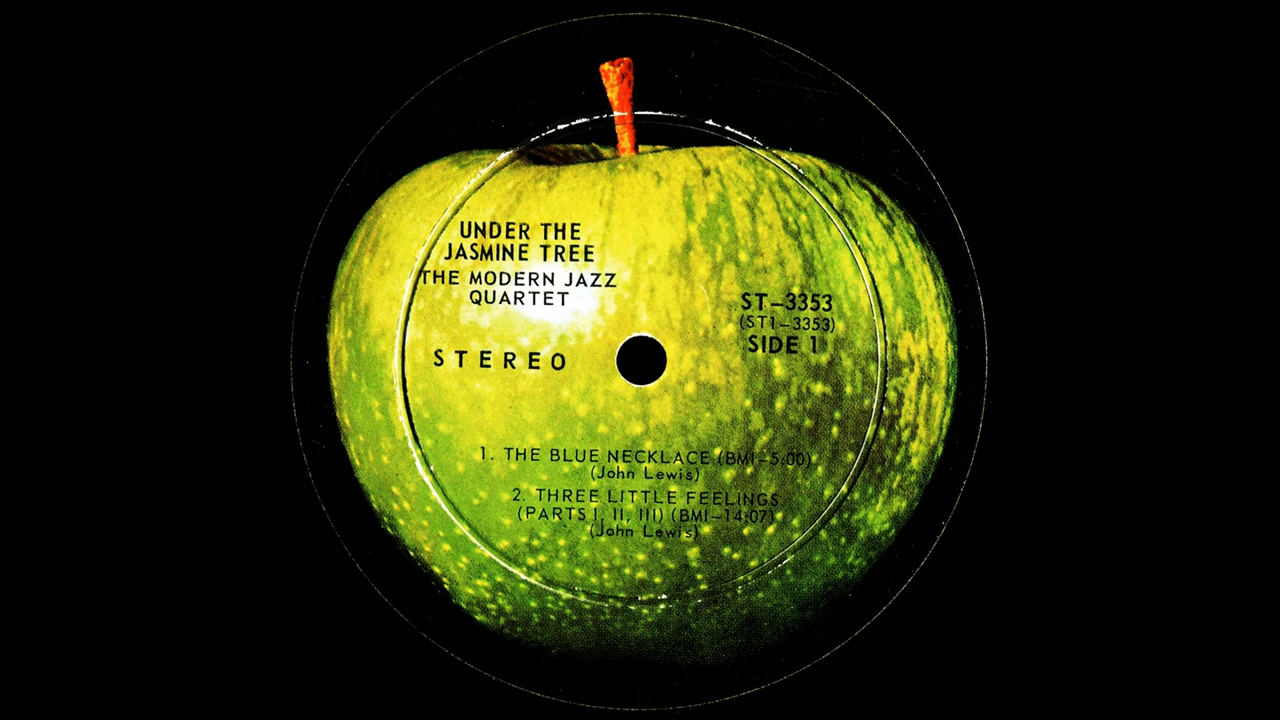 UNDER THE
JASMINE TREE
THE MODERN JAZZ
QUARTET
STEREO
ST-3353
(ST1-3353)
SIDE 1
1. THE BLUE NECKLACE (BMI-5:00)
(John Lewis)
2. THREE LITTLE FEELINGS
(PARTS I, II, III) (BMI-14:07)
(John Lewis)